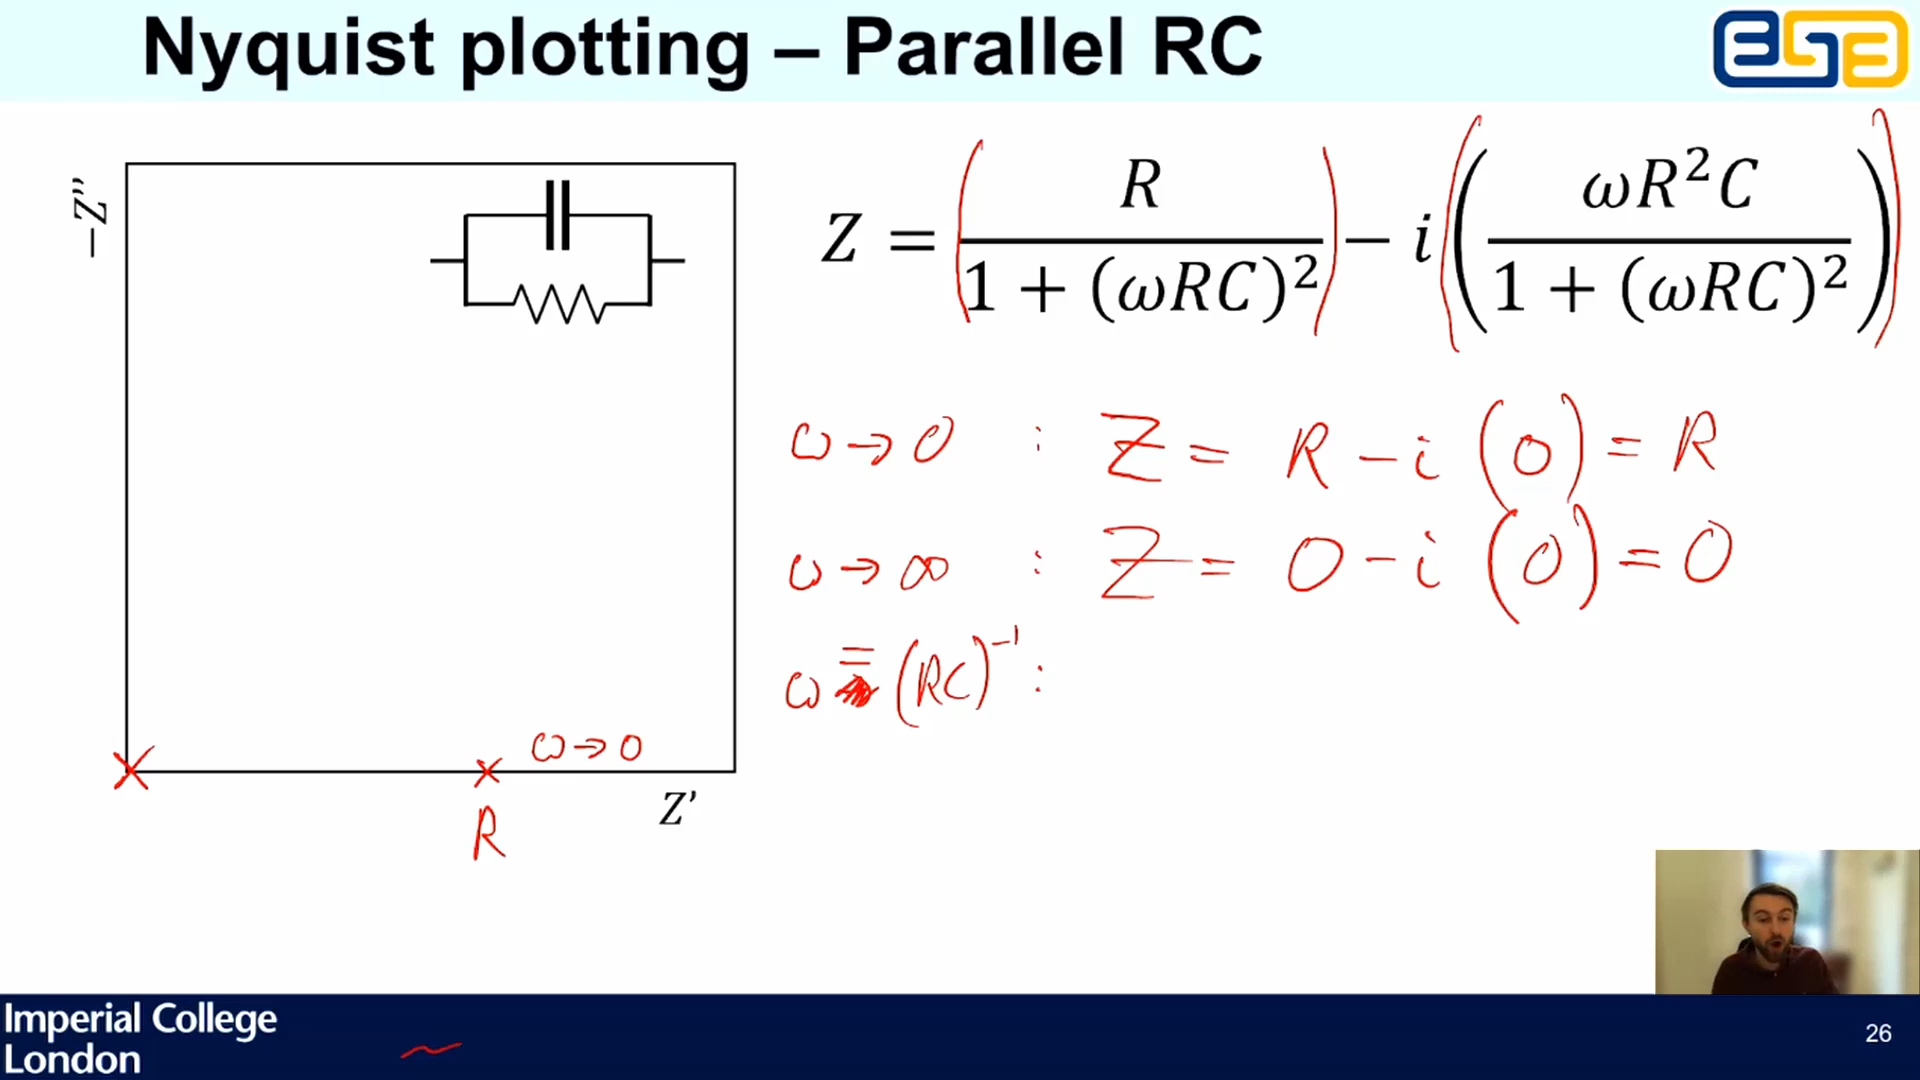 Nyquist plotting – Parallel RC
−Z''
Z = R / (1 + (ωRC)²) − i (ωR²C / (1 + (ωRC)²))
ω → 0 : Z = R − i (0) = R
ω → ∞ : Z = 0 − i (0) = 0
ω = (RC)⁻¹ :
ω → 0
Z'
R
Imperial College
London
26